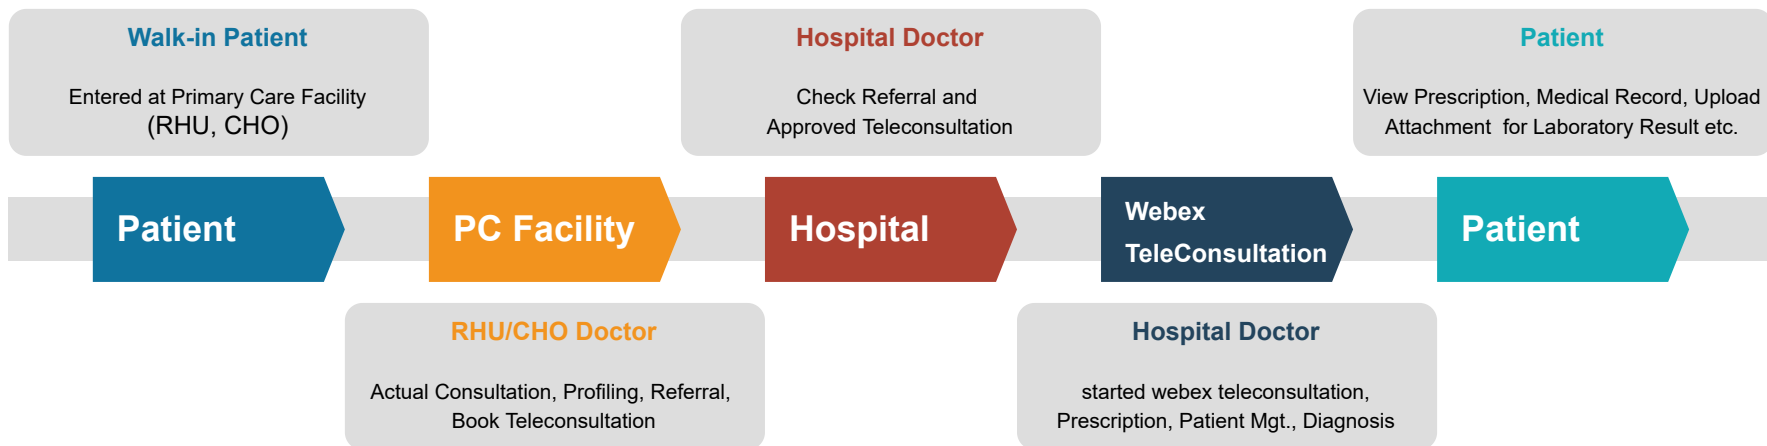 Walk-in Patient
Entered at Primary Care Facility
(RHU, CHO)
Hospital Doctor
Check Referral and
Approved Teleconsultation
Patient
View Prescription, Medical Record, Upload
Attachment for Laboratory Result etc.
Patient
PC Facility
Hospital
Webex
TeleConsultation
Patient
RHU/CHO Doctor
Actual Consultation, Profiling, Referral,
Book Teleconsultation
Hospital Doctor
started webex teleconsultation,
Prescription, Patient Mgt., Diagnosis